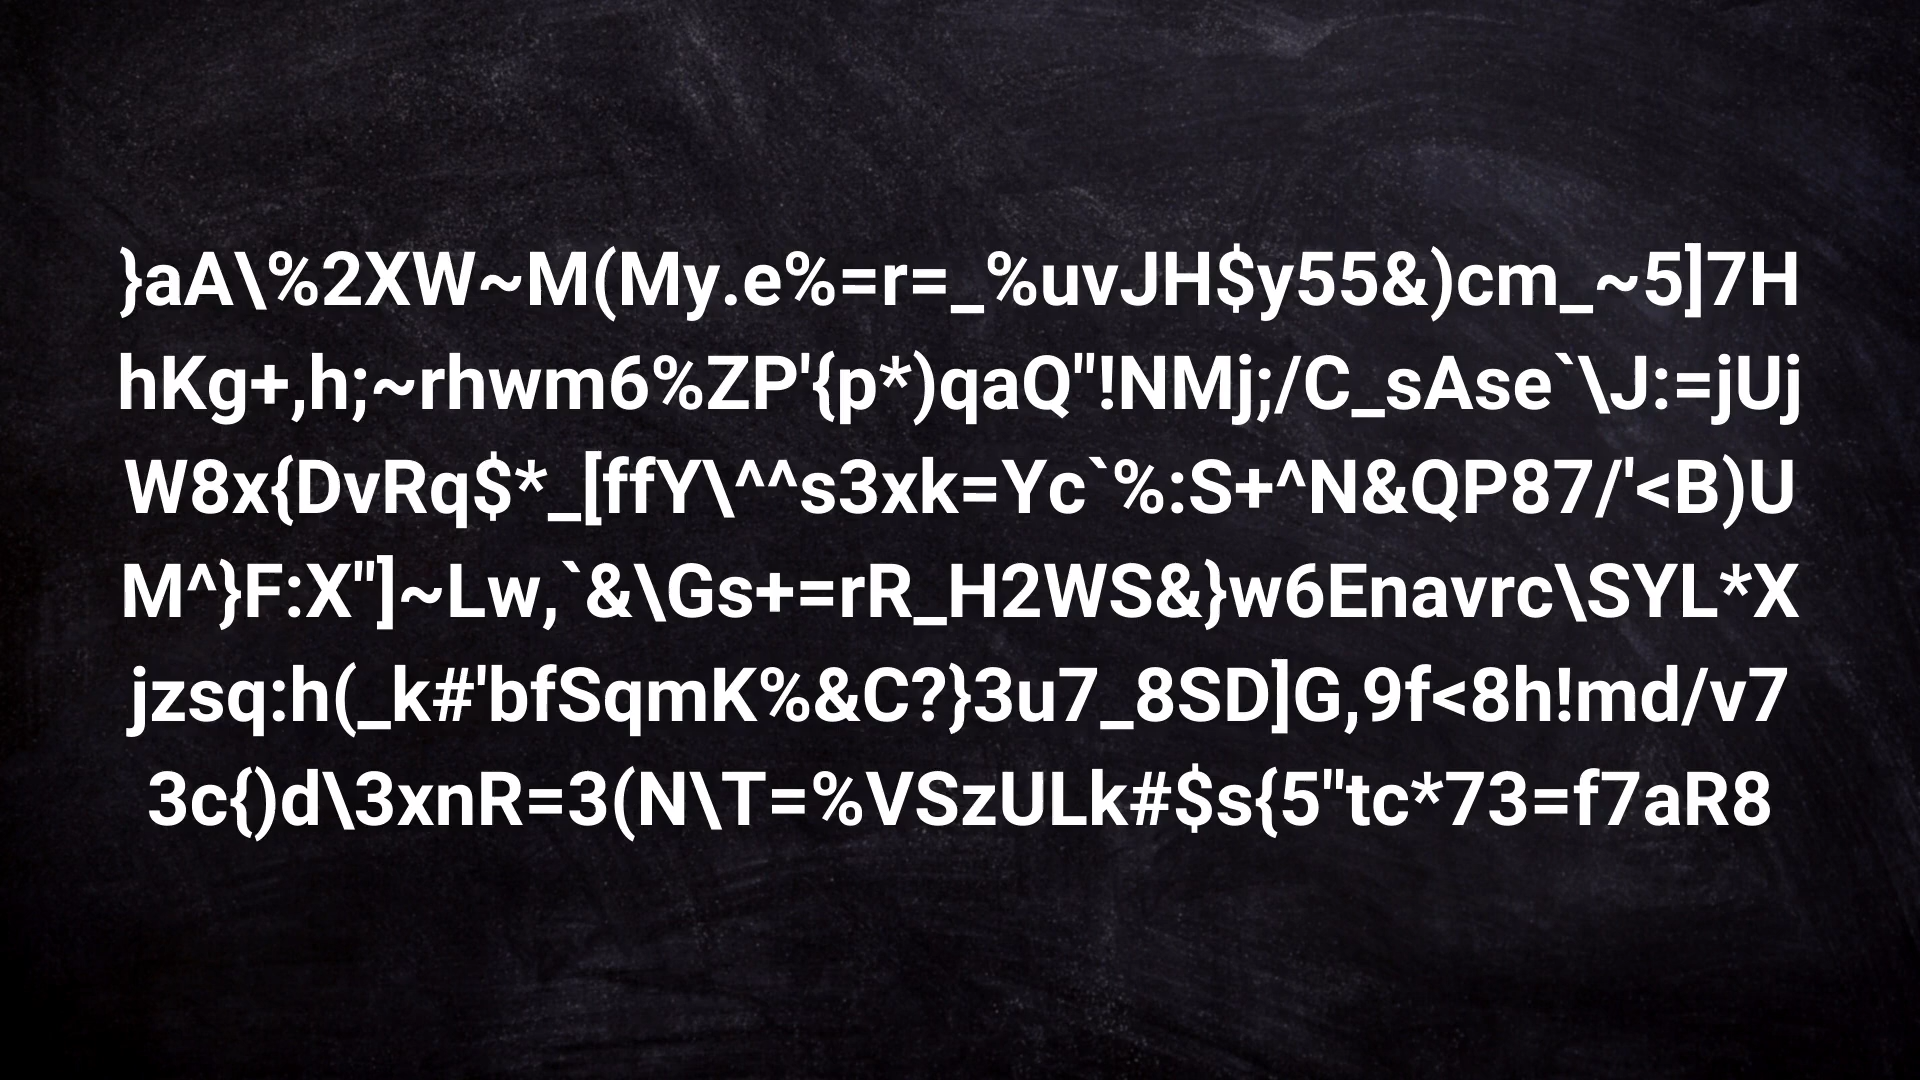 }aA\%2XW~M(My.e%=r=_%uvJH$y55&)cm_~5]7H
hKg+,h;~rhwm6%ZP'{p*)qaQ"!NMj;/C_sAse`\J:=jUj
W8x{DvRq$*_[ffY\^^s3xk=Yc`%:S+^N&QP87/'<B)U
M^}F:X"]~Lw,`&\Gs+=rR_H2WS&}w6Enavrc\SYL*X
jzsq:h(_k#'bfSqmK%&C?}3u7_8SD]G,9f<8h!md/v7
3c{)d\3xnR=3(N\T=%VSzULk#$s{5"tc*73=f7aR8